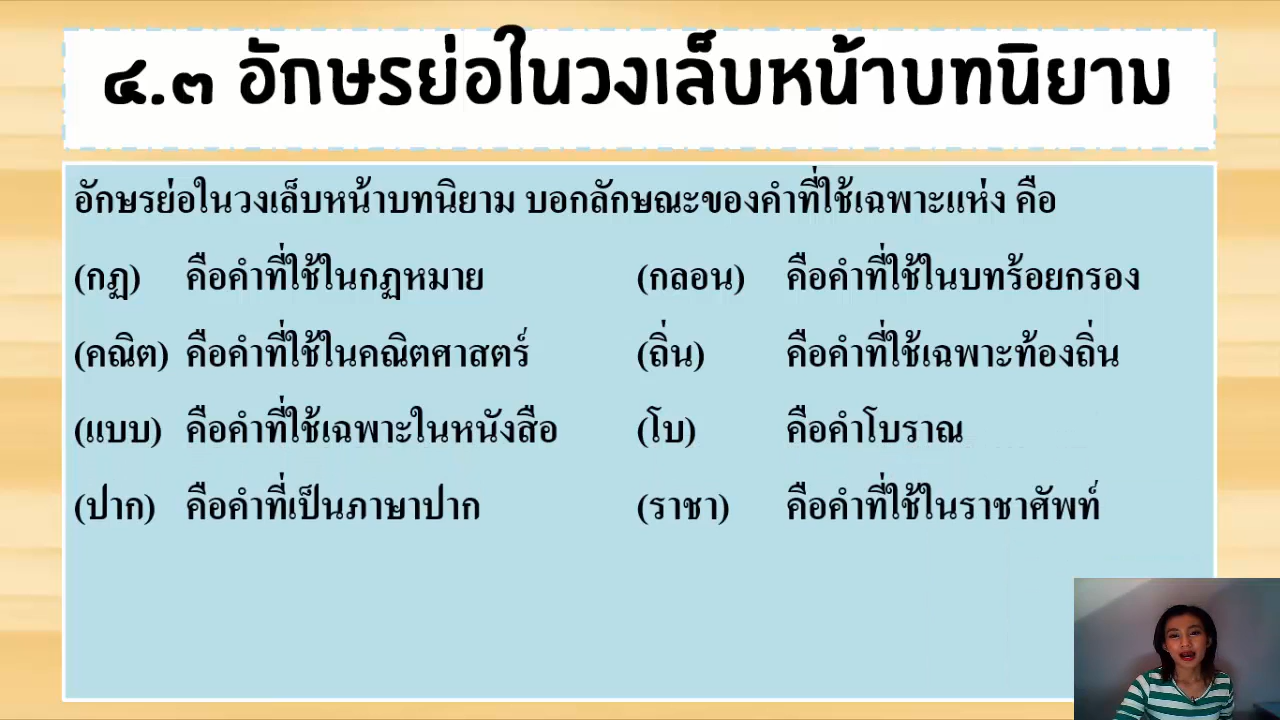 ๔.๓ อักษรย่อในวงเล็บหน้าบทนิยาม
อักษรย่อในวงเล็บหน้าบทนิยาม บอกลักษณะของคำที่ใช้เฉพาะแห่ง คือ
(กฎ) คือคำที่ใช้ในกฎหมาย (กลอน) คือคำที่ใช้ในบทร้อยกรอง
(คณิต) คือคำที่ใช้ในคณิตศาสตร์ (ถิ่น) คือคำที่ใช้เฉพาะท้องถิ่น
(แบบ) คือคำที่ใช้เฉพาะในหนังสือ (โบ) คือคำโบราณ
(ปาก) คือคำที่เป็นภาษาปาก (ราชา) คือคำที่ใช้ในราชาศัพท์